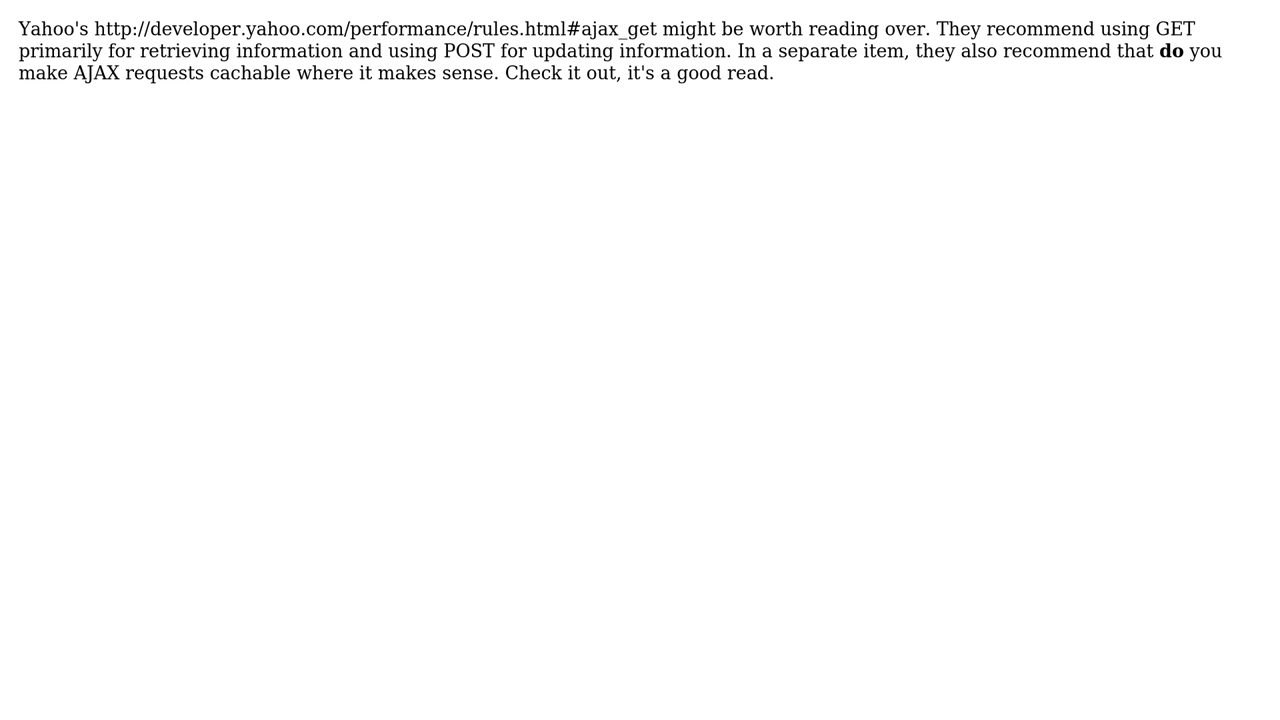 Yahoo's http://developer.yahoo.com/performance/rules.html#ajax_get might be worth reading over. They recommend using GET
primarily for retrieving information and using POST for updating information. In a separate item, they also recommend that do you
make AJAX requests cachable where it makes sense. Check it out, it's a good read.